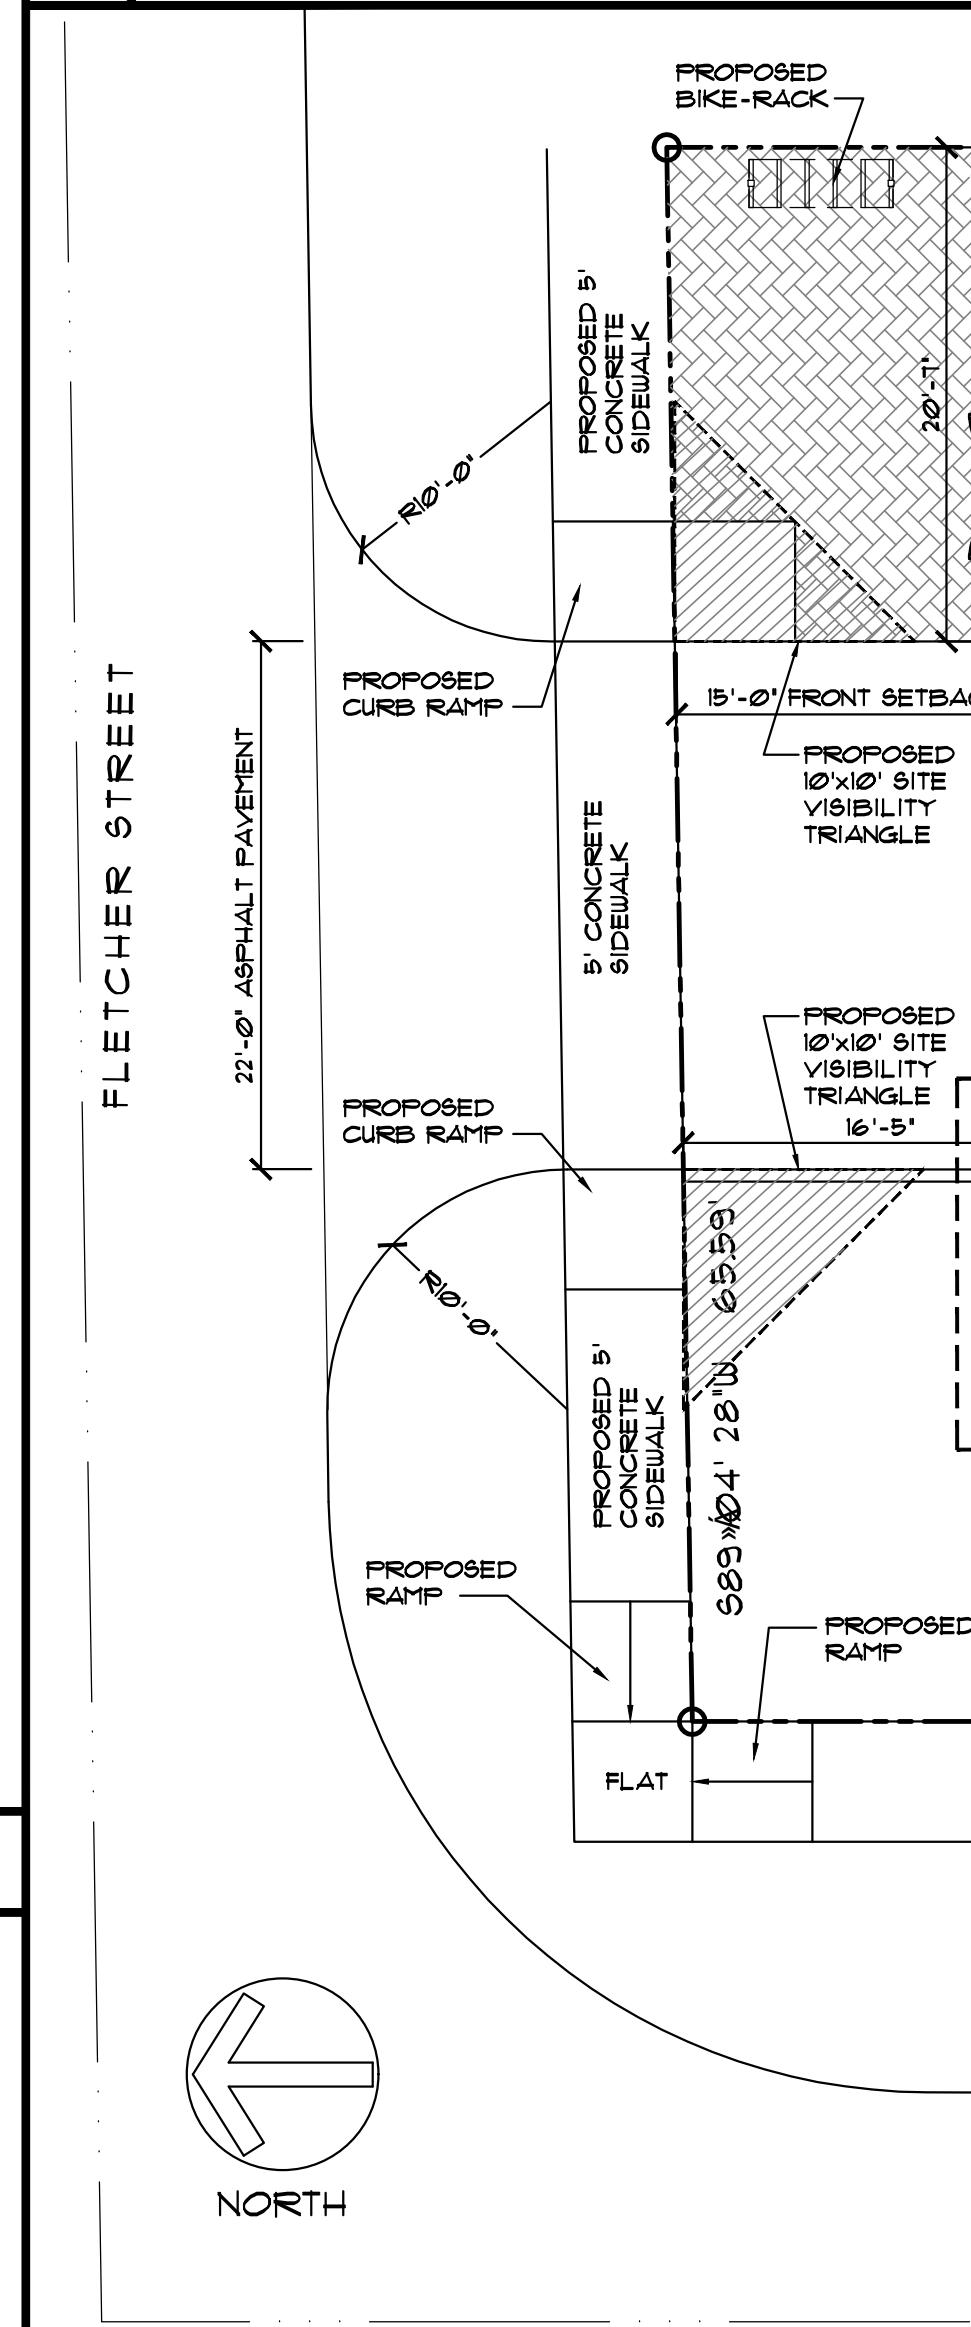 PROPOSED
BIKE-RACK
PROPOSED 5'
CONCRETE
SIDEWALK
20'-7"
R10'-0"
PROPOSED
CURB RAMP
15'-0" FRONT
PROPOSED
10'x10' SITE
VISIBILITY
TRIANGLE
FLETCHER STREET
22'-0" ASPHALT PAVEMENT
5' CONCRETE
SIDEWALK
PROPOSED
10'x10' SITE
VISIBILITY
TRIANGLE
16'-5"
PROPOSED
CURB RAMP
R10'-0"
65.59'
28"W
PROPOSED 5'
CONCRETE
SIDEWALK
PROPOSED
RAMP
PROPOSED
RAMP
FLAT
NORTH